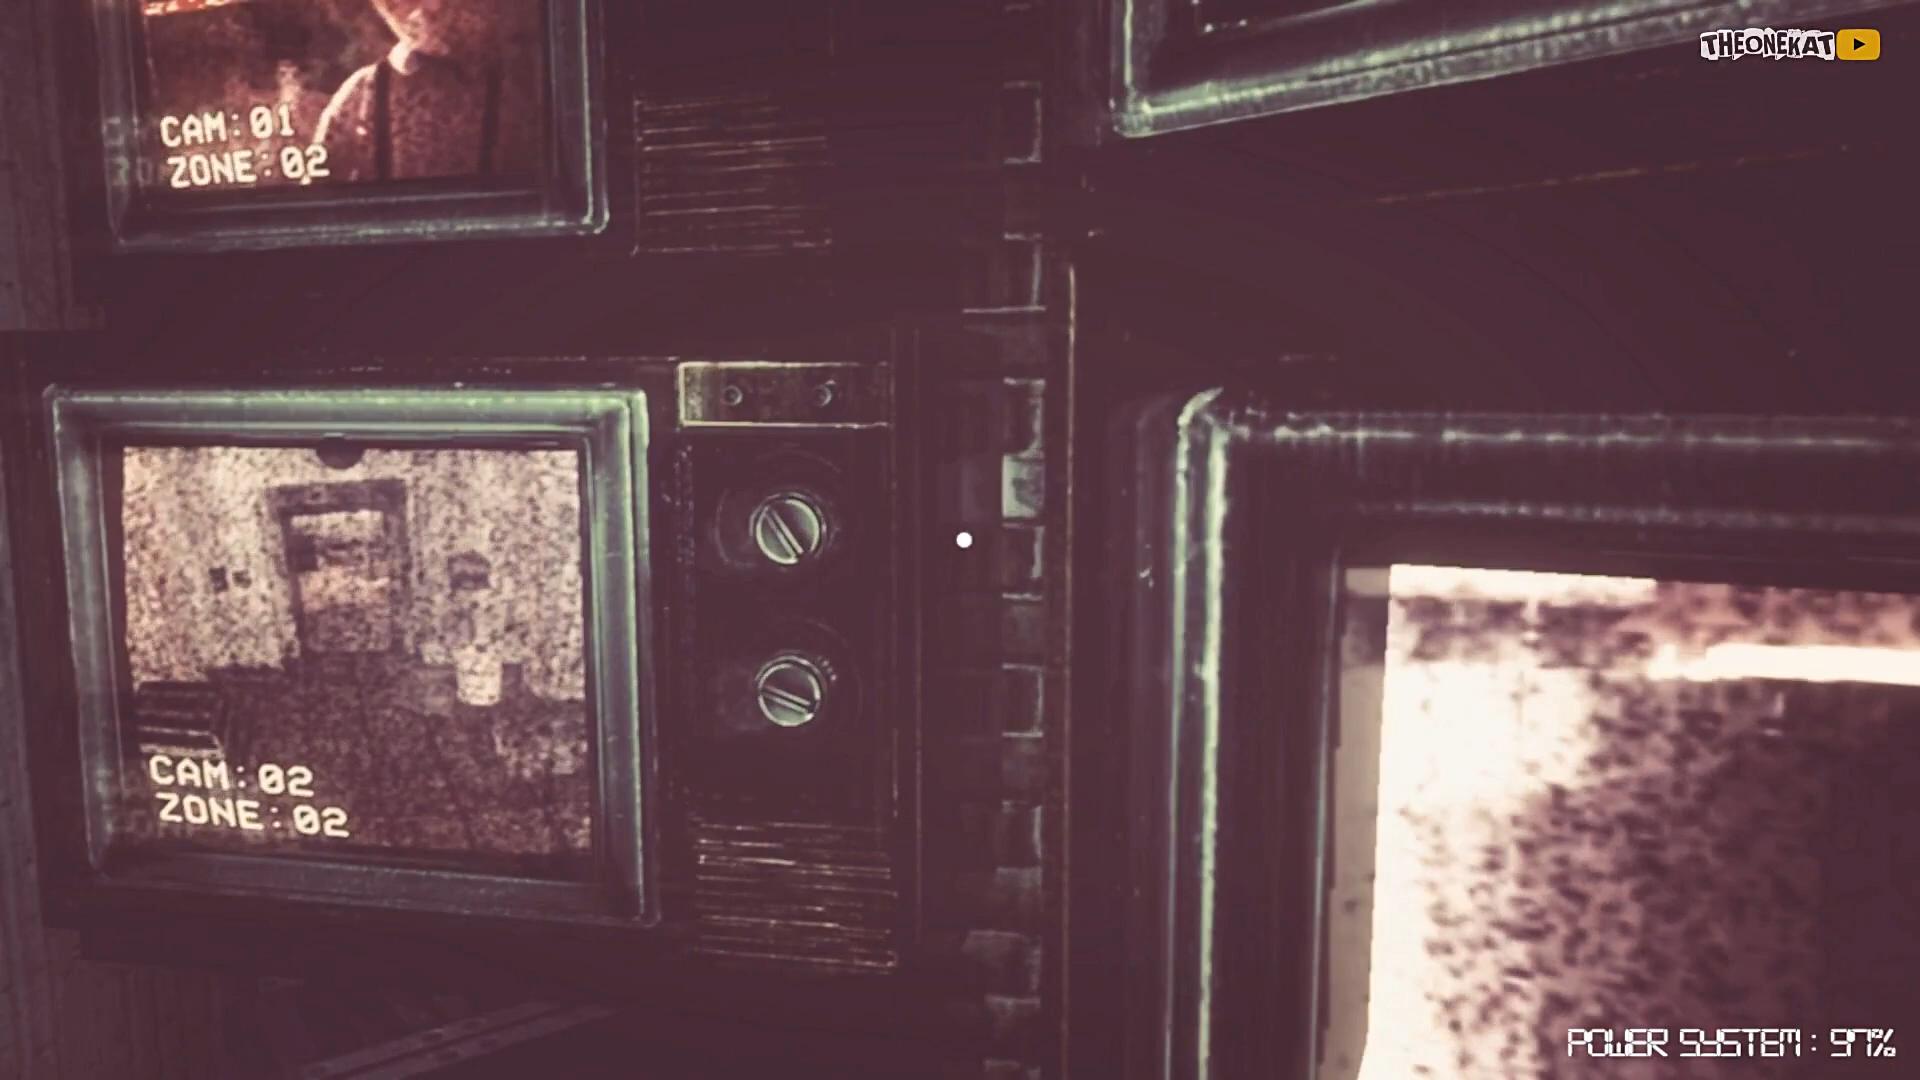 THEONEKAT
CAM:01
ZONE:02
CAM:02
ZONE:02
POWER SYSTEM : 97%